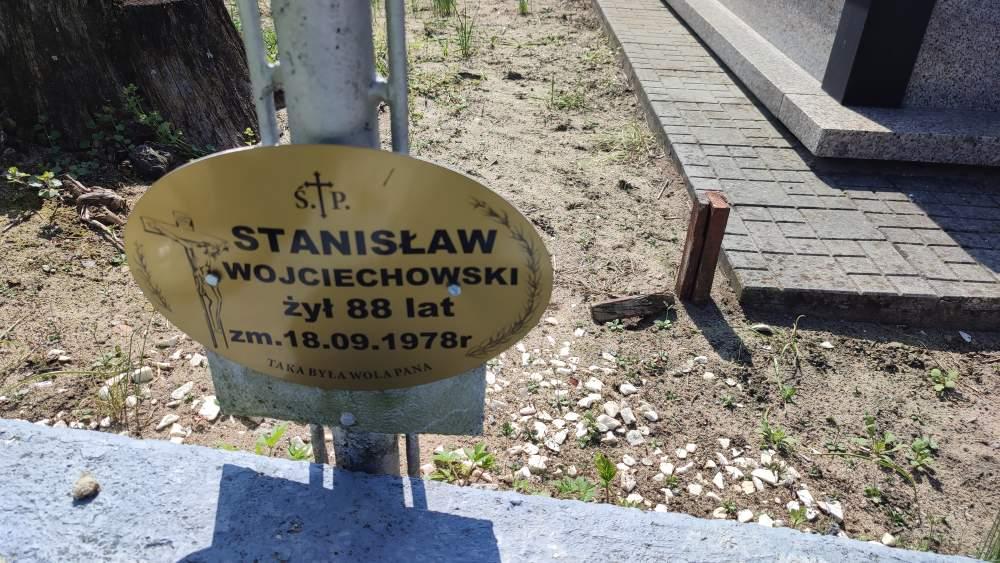 Ś.P.
STANISŁAW
WOJCIECHOWSKI
żył 88 lat
zm.18.09.1978r
TAKA BYŁA WOLA PANA